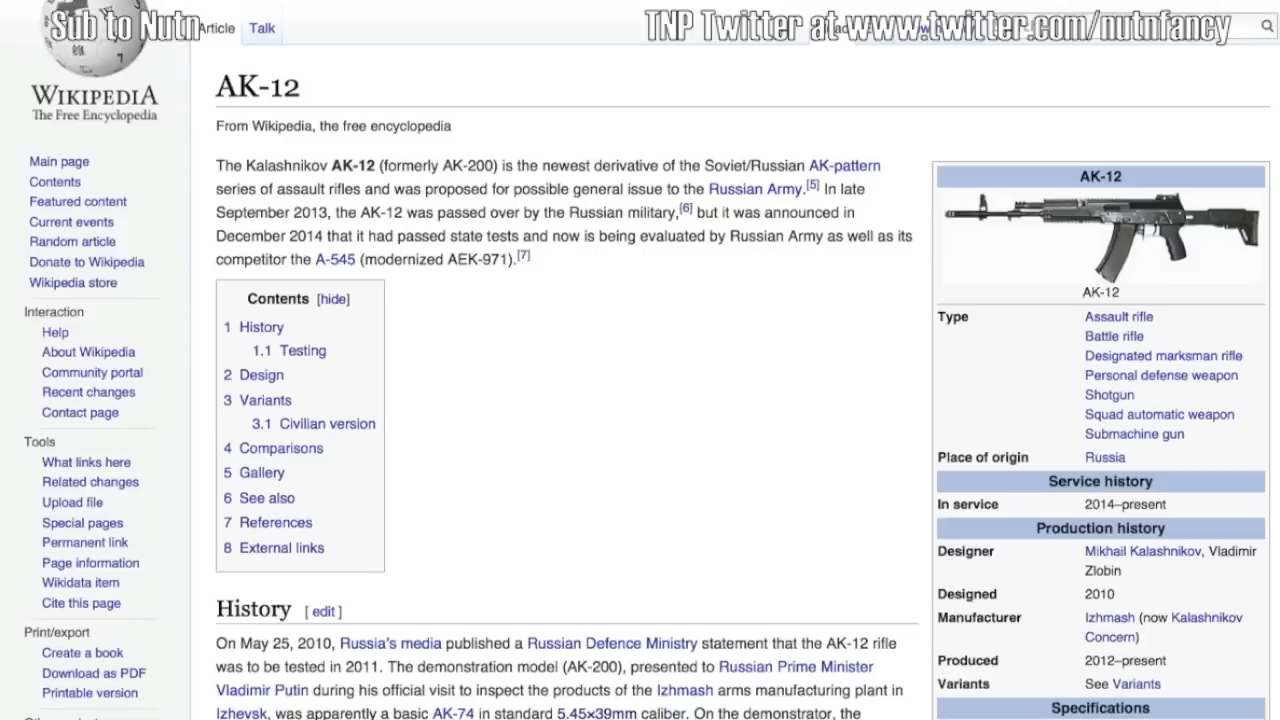 Sub to Nutn
TNP Twitter at www.twitter.com/nutnfancy
Article
Talk
WIKIPEDIA
The Free Encyclopedia
Main page
Contents
Featured content
Current events
Random article
Donate to Wikipedia
Wikipedia store
Interaction
Help
About Wikipedia
Community portal
Recent changes
Contact page
Tools
What links here
Related changes
Upload file
Special pages
Permanent link
Page information
Wikidata item
Cite this page
Print/export
Create a book
Download as PDF
Printable version
AK-12
From Wikipedia, the free encyclopedia
The Kalashnikov AK-12 (formerly AK-200) is the newest derivative of the Soviet/Russian AK-pattern
series of assault rifles and was proposed for possible general issue to the Russian Army.[5] In late
September 2013, the AK-12 was passed over by the Russian military,[6] but it was announced in
December 2014 that it had passed state tests and now is being evaluated by Russian Army as well as its
competitor the A-545 (modernized AEK-971).[7]
Contents [hide]
1 History
1.1 Testing
2 Design
3 Variants
3.1 Civilian version
4 Comparisons
5 Gallery
6 See also
7 References
8 External links
History [ edit ]
On May 25, 2010, Russia's media published a Russian Defence Ministry statement that the AK-12 rifle
was to be tested in 2011. The demonstration model (AK-200), presented to Russian Prime Minister
Vladimir Putin during his official visit to inspect the products of the Izhmash arms manufacturing plant in
Izhevsk, was apparently a basic AK-74 in standard 5.45×39mm caliber. On the demonstrator, the
AK-12
AK-12
Type Assault rifle
Battle rifle
Designated marksman rifle
Personal defense weapon
Shotgun
Squad automatic weapon
Submachine gun
Place of origin Russia
Service history
In service 2014–present
Production history
Designer Mikhail Kalashnikov, Vladimir
Zlobin
Designed 2010
Manufacturer Izhmash (now Kalashnikov
Concern)
Produced 2012–present
Variants See Variants
Specifications